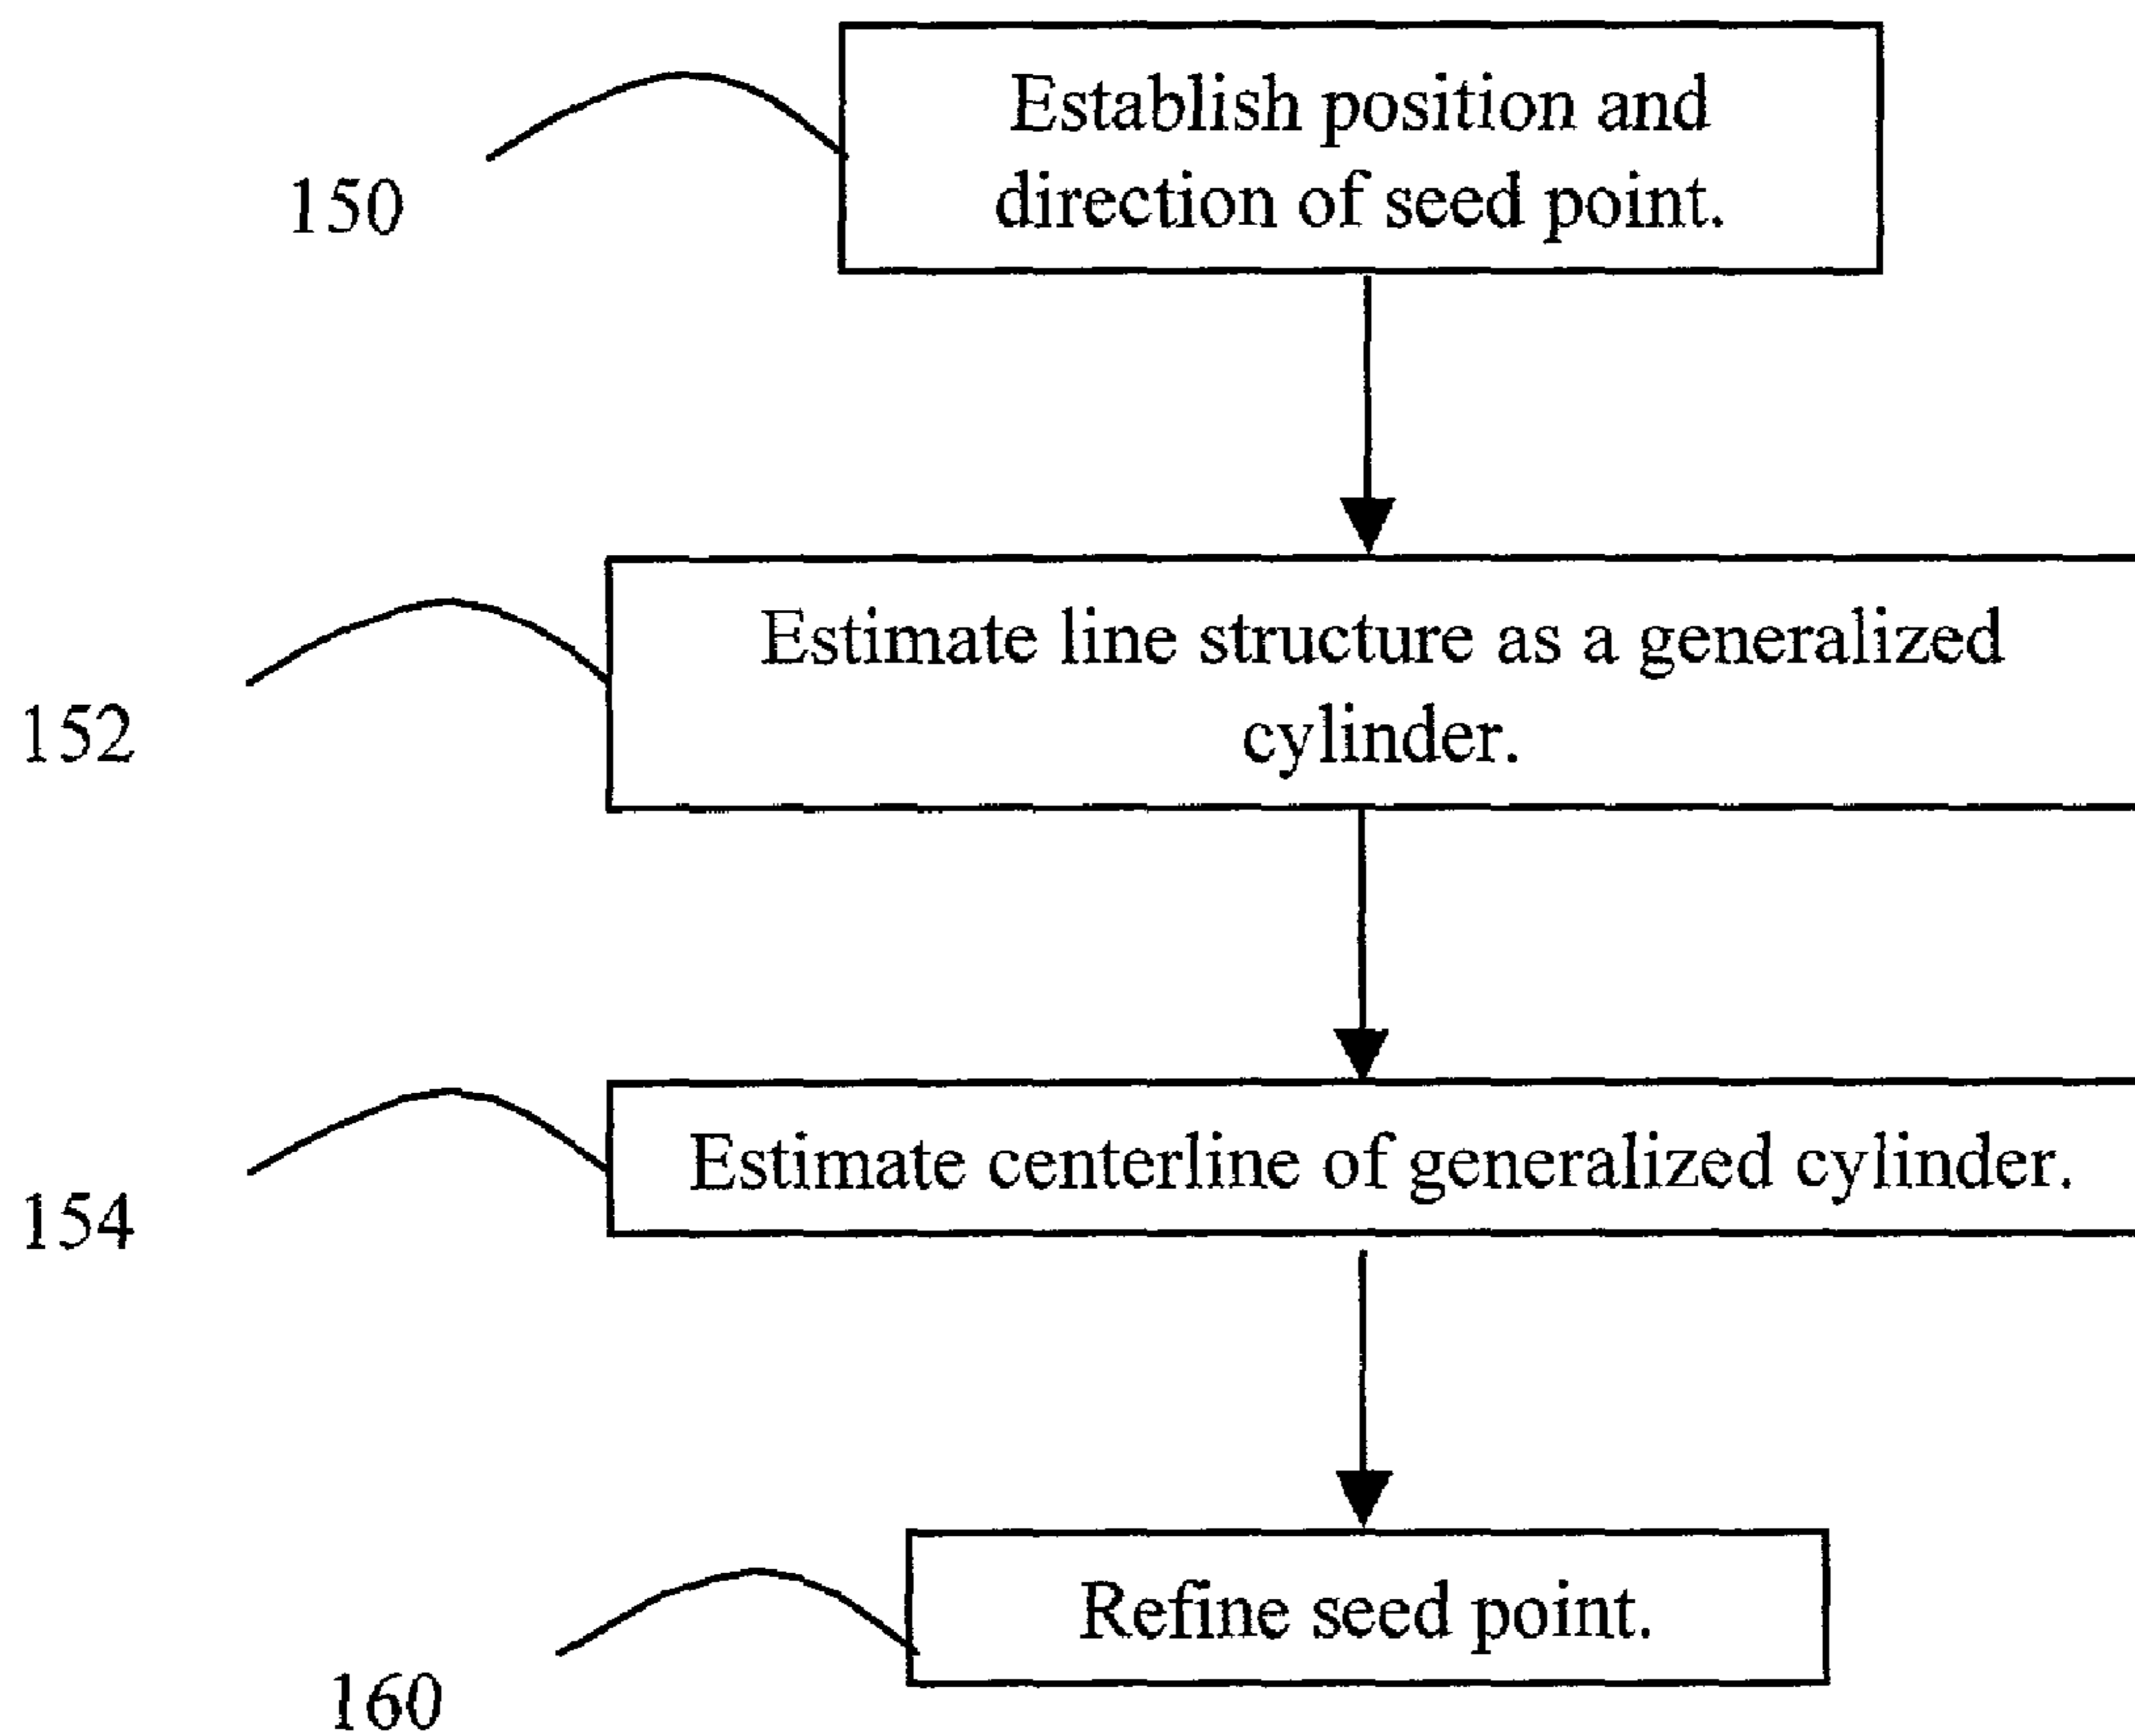 Establish position and
direction of seed point.
150
Estimate line structure as a generalized
cylinder.
152
Estimate centerline of generalized cylinder.
154
Refine seed point.
160